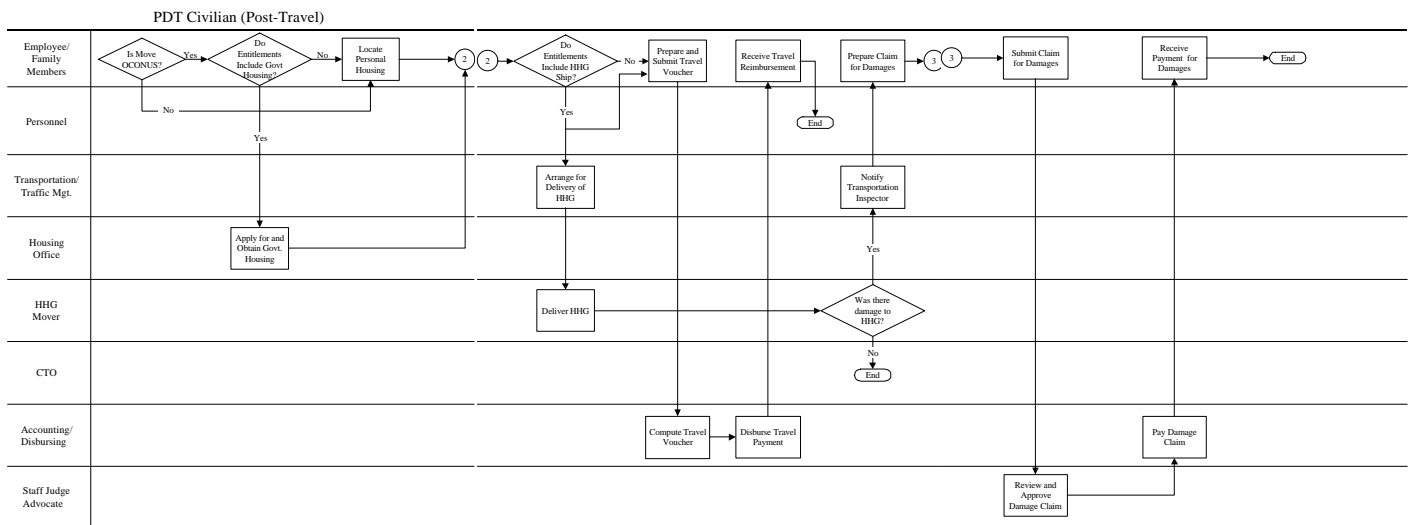 PDT Civilian (Post-Travel)
Employee/
Family
Members
Is Move
OCONUS?
Yes
Do
Entitlements
Include Govt
Housing?
No
Locate
Personal
Housing
2
2
Do
Entitlements
Include HHG
Ship?
No
Prepare and
Submit Travel
Voucher
Receive Travel
Reimbursement
Prepare Claim
for Damages
3
3
Submit Claim
for Damages
Receive
Payment for
Damages
End
No
Personnel
Yes
Yes
End
Transportation/
Traffic Mgt.
Arrange for
Delivery of
HHG
Notify
Transportation
Inspector
Housing
Office
Apply for and
Obtain Govt.
Housing
Yes
HHG
Mover
Deliver HHG
Was there
damage to
HHG?
No
CTO
End
Accounting/
Disbursing
Compute Travel
Voucher
Disburse Travel
Payment
Pay Damage
Claim
Staff Judge
Advocate
Review and
Approve
Damage Claim